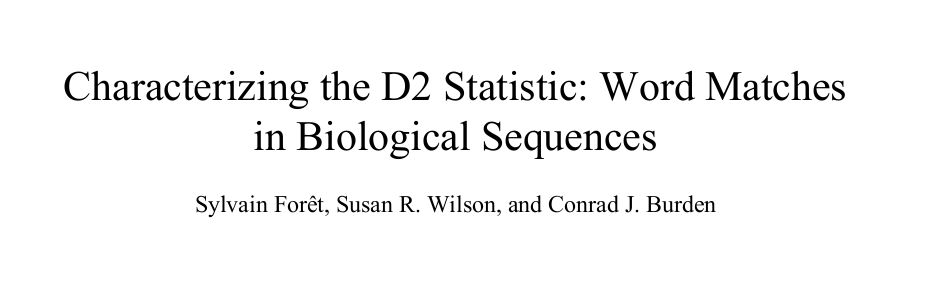 Characterizing the D2 Statistic: Word Matches
in Biological Sequences
Sylvain Forêt, Susan R. Wilson, and Conrad J. Burden